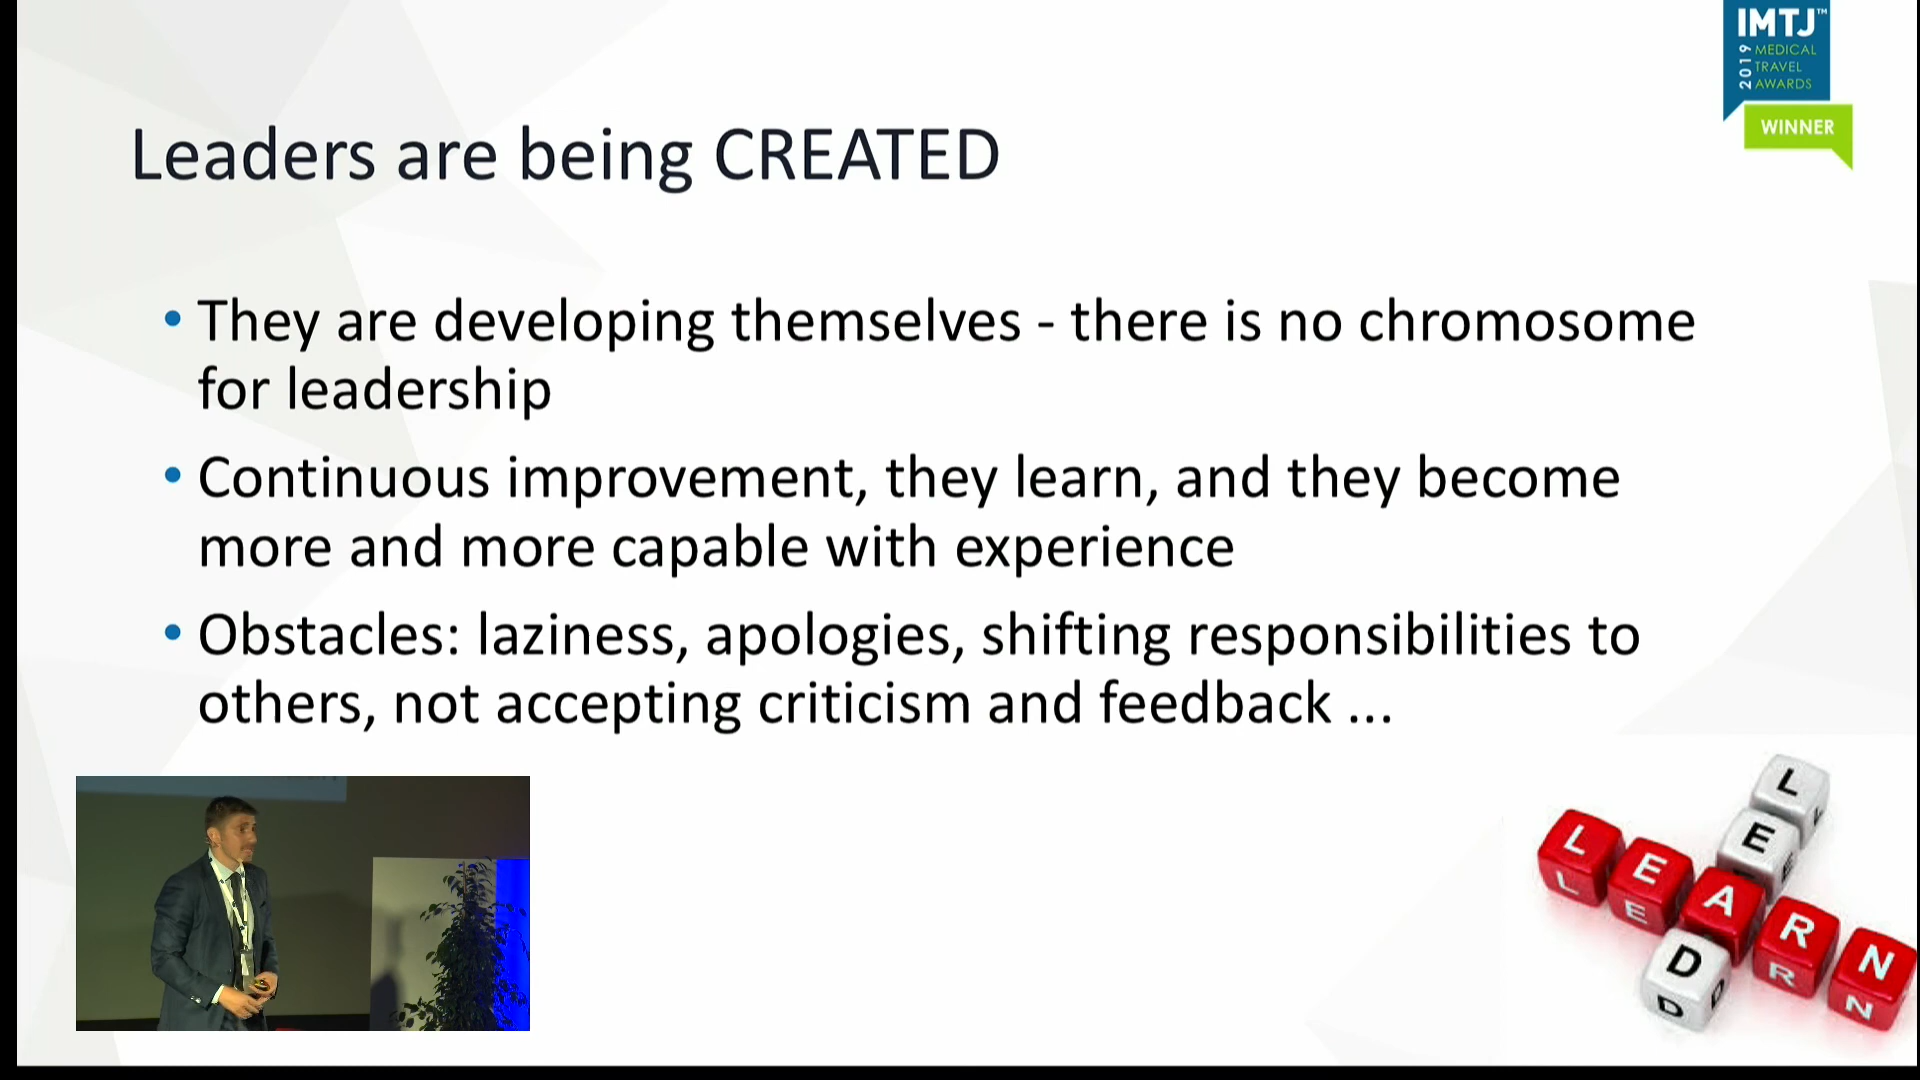 IMTJ™
2019
MEDICAL
TRAVEL
AWARDS
WINNER
Leaders are being CREATED
• They are developing themselves - there is no chromosome
for leadership
• Continuous improvement, they learn, and they become
more and more capable with experience
• Obstacles: laziness, apologies, shifting responsibilities to
others, not accepting criticism and feedback ...
LEAD
LEARN